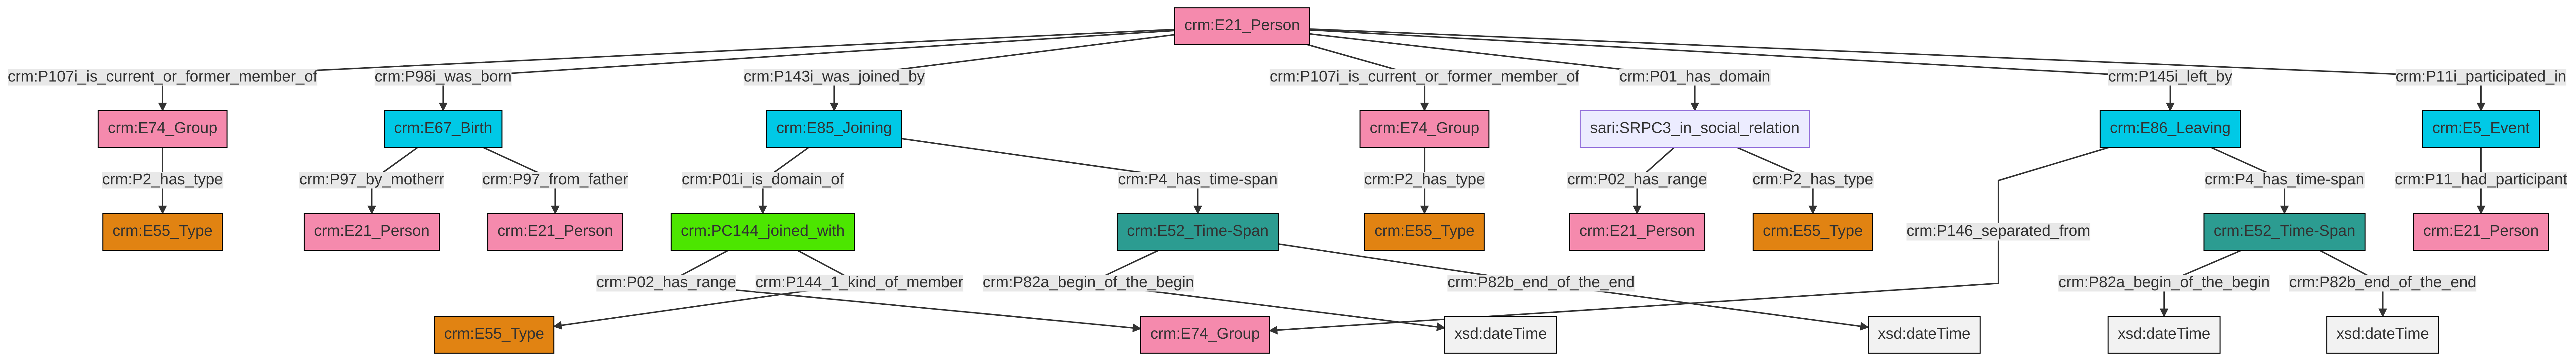 crm:E21_Person
crm:P107i_is_current_or_former_member_of
crm:P98i_was_born
crm:P143i_was_joined_by
crm:P107i_is_current_or_former_member_of
crm:P01_has_domain
crm:P145i_left_by
crm:P11i_participated_in
crm:E74_Group
crm:E67_Birth
crm:E85_Joining
crm:E74_Group
sari:SRPC3_in_social_relation
crm:E86_Leaving
crm:E5_Event
crm:P2_has_type
crm:P97_by_motherr
crm:P97_from_father
crm:P01i_is_domain_of
crm:P4_has_time-span
crm:P2_has_type
crm:P02_has_range
crm:P2_has_type
crm:P4_has_time-span
crm:P11_had_participant
crm:E55_Type
crm:E21_Person
crm:E21_Person
crm:PC144_joined_with
crm:E52_Time-Span
crm:E55_Type
crm:E21_Person
crm:E55_Type
crm:P146_separated_from
crm:E52_Time-Span
crm:E21_Person
crm:P02_has_range
crm:P144_1_kind_of_member
crm:P82a_begin_of_the_begin
crm:P82b_end_of_the_end
crm:P82a_begin_of_the_begin
crm:P82b_end_of_the_end
crm:E55_Type
crm:E74_Group
xsd:dateTime
xsd:dateTime
xsd:dateTime
xsd:dateTime